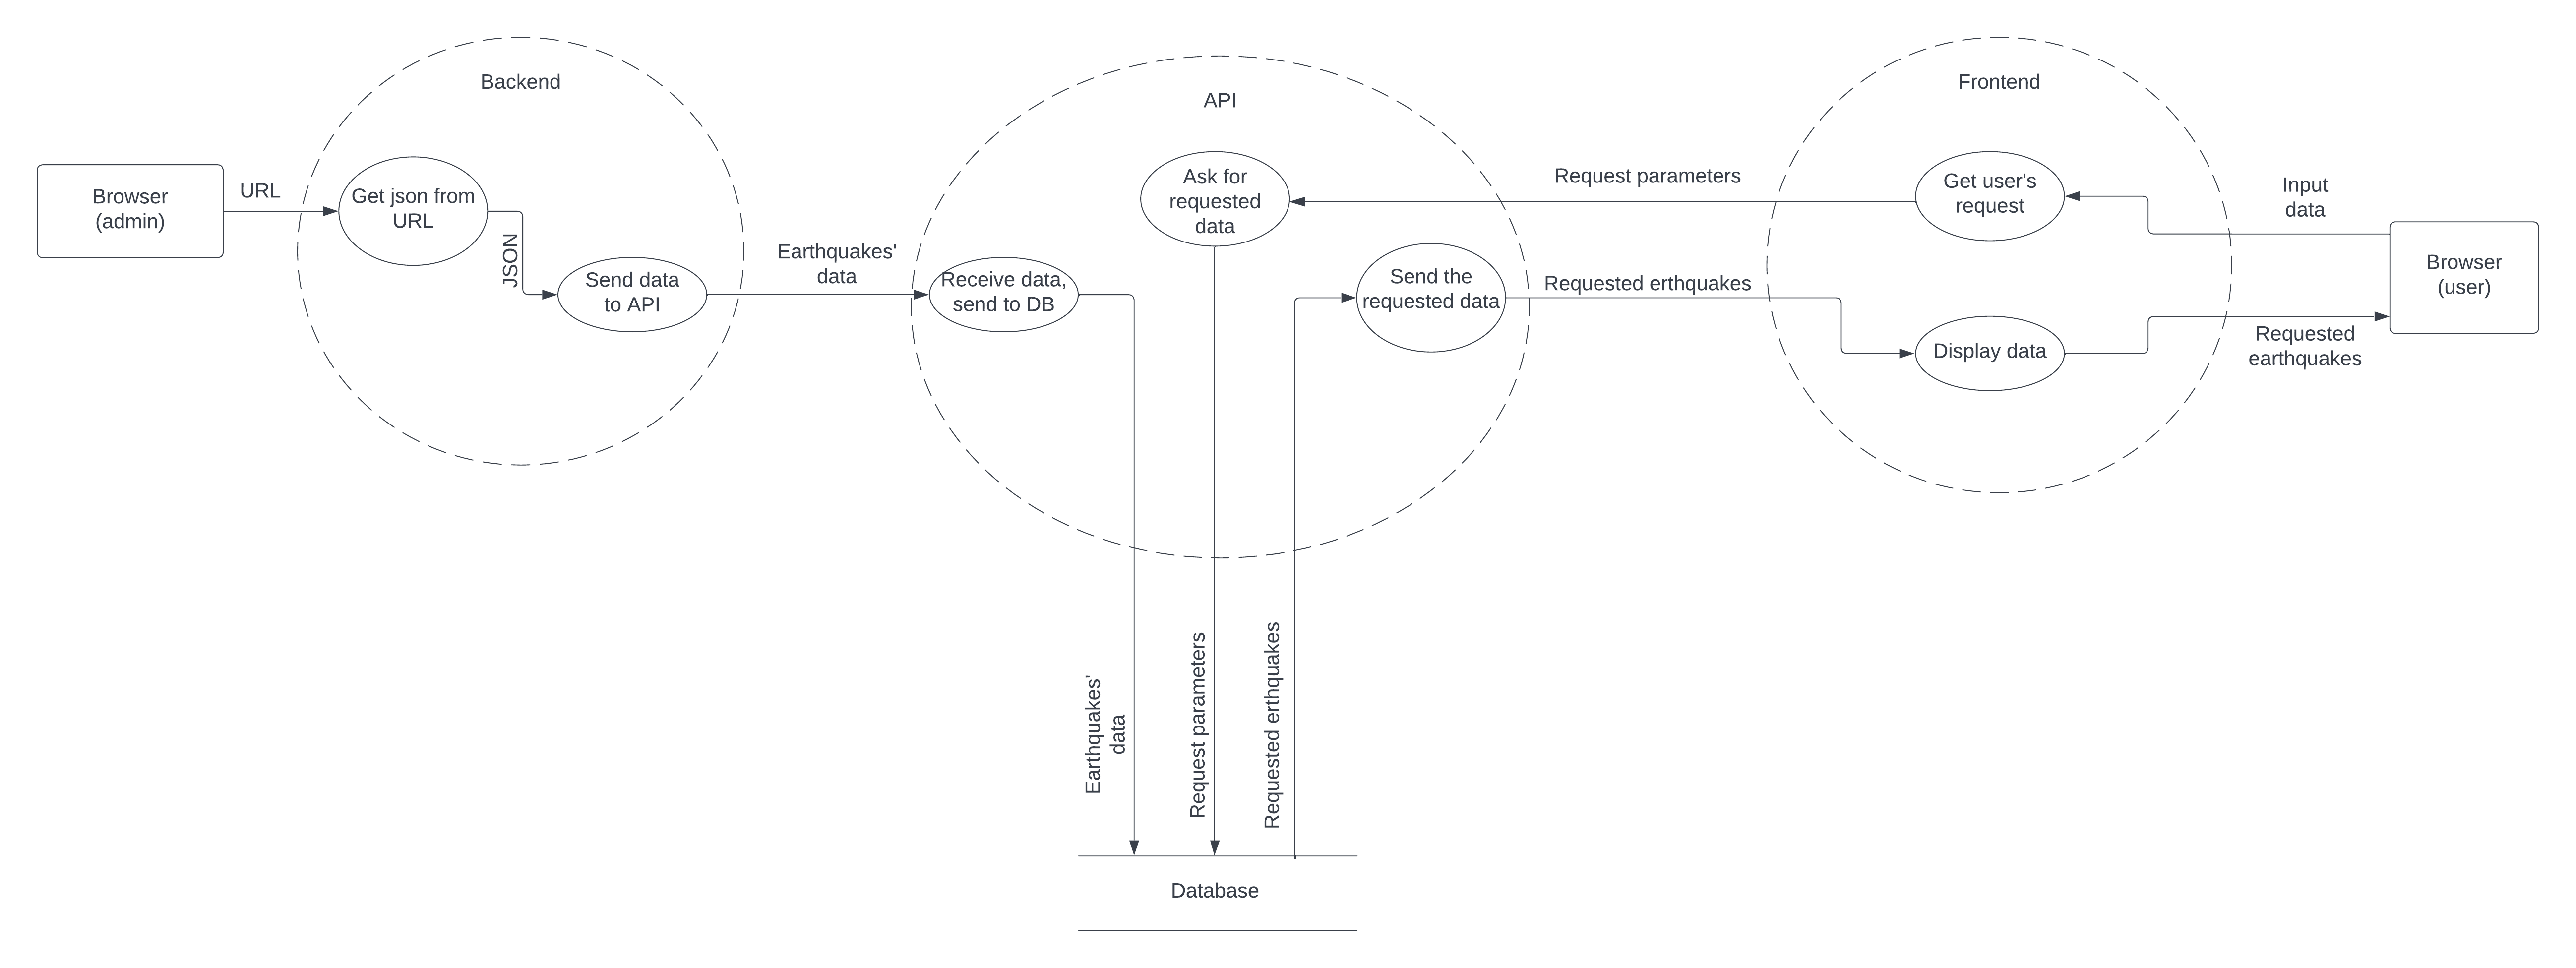 Backend
Frontend
API
Browser
(admin)
URL
Get json from
URL
JSON
Send data
to API
Earthquakes'
data
Receive data,
send to DB
Ask for
requested
data
Request parameters
Get user's
request
Input
data
Browser
(user)
Send the
requested data
Requested erthquakes
Display data
Requested
earthquakes
Earthquakes'
data
Request parameters
Requested erthquakes
Database